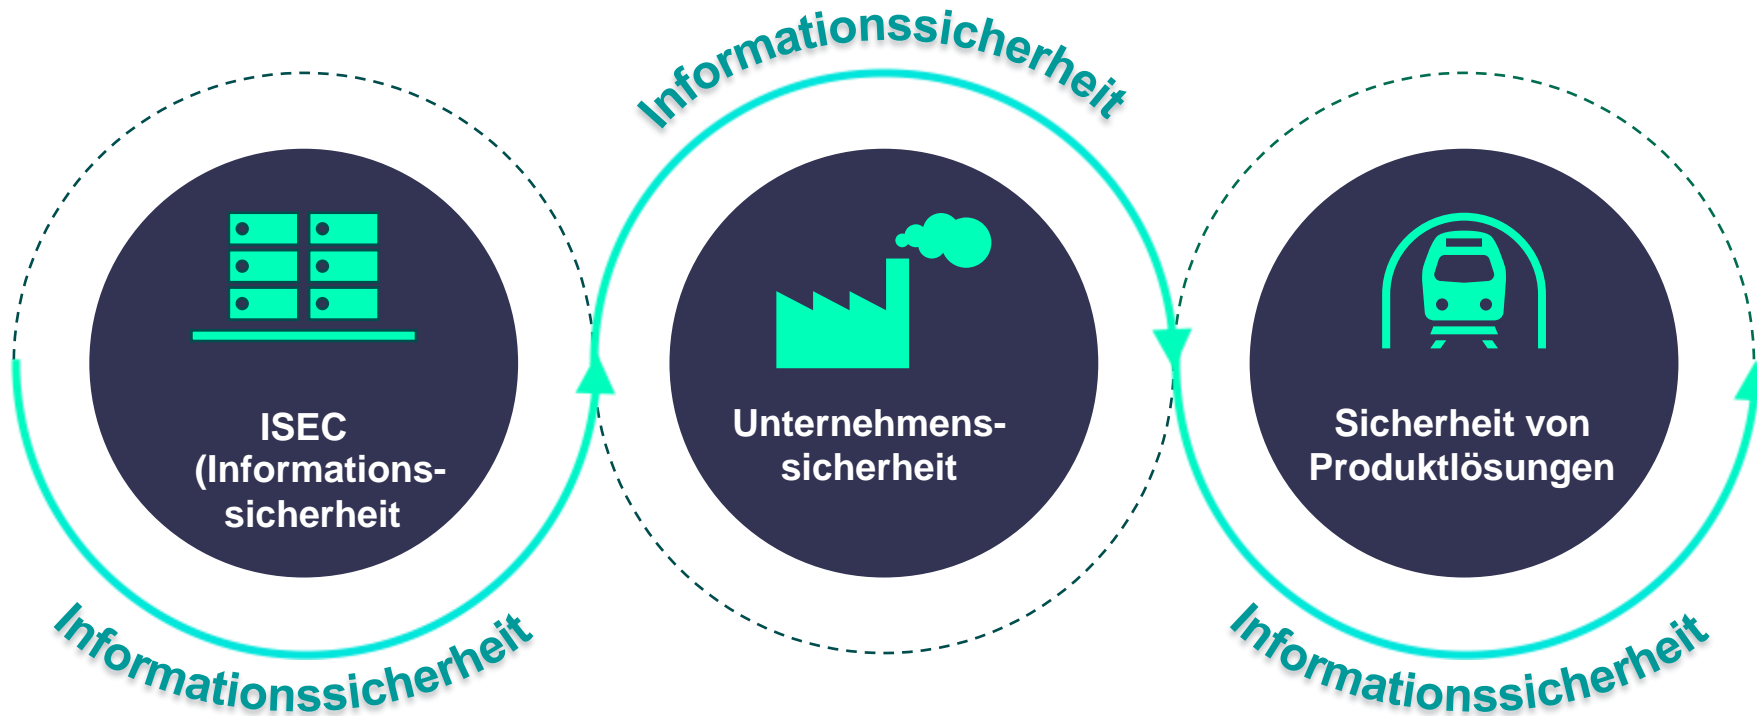 Informationssicherheit
ISEC
(Informations-
sicherheit
Unternehmens-
sicherheit
Sicherheit von
Produktlösungen
Informationssicherheit
Informationssicherheit